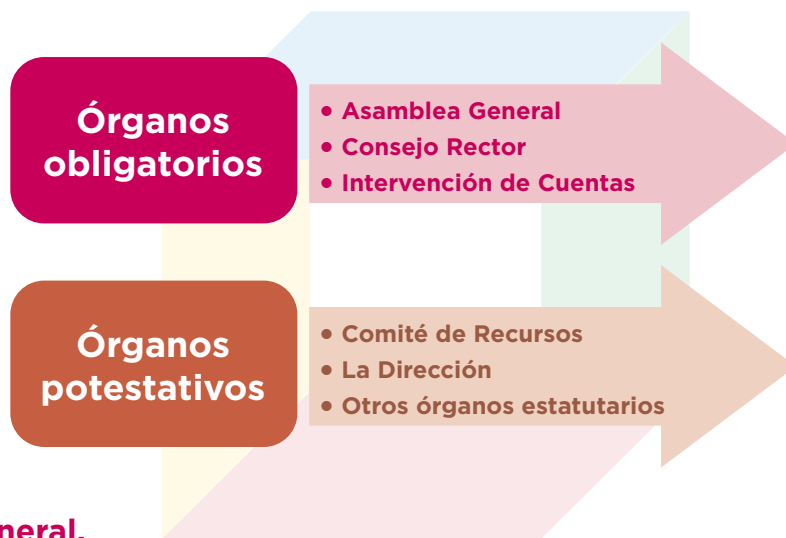 Órganos
obligatorios
• Asamblea General
• Consejo Rector
• Intervención de Cuentas
Órganos
potestativos
• Comité de Recursos
• La Dirección
• Otros órganos estatutarios
neral.